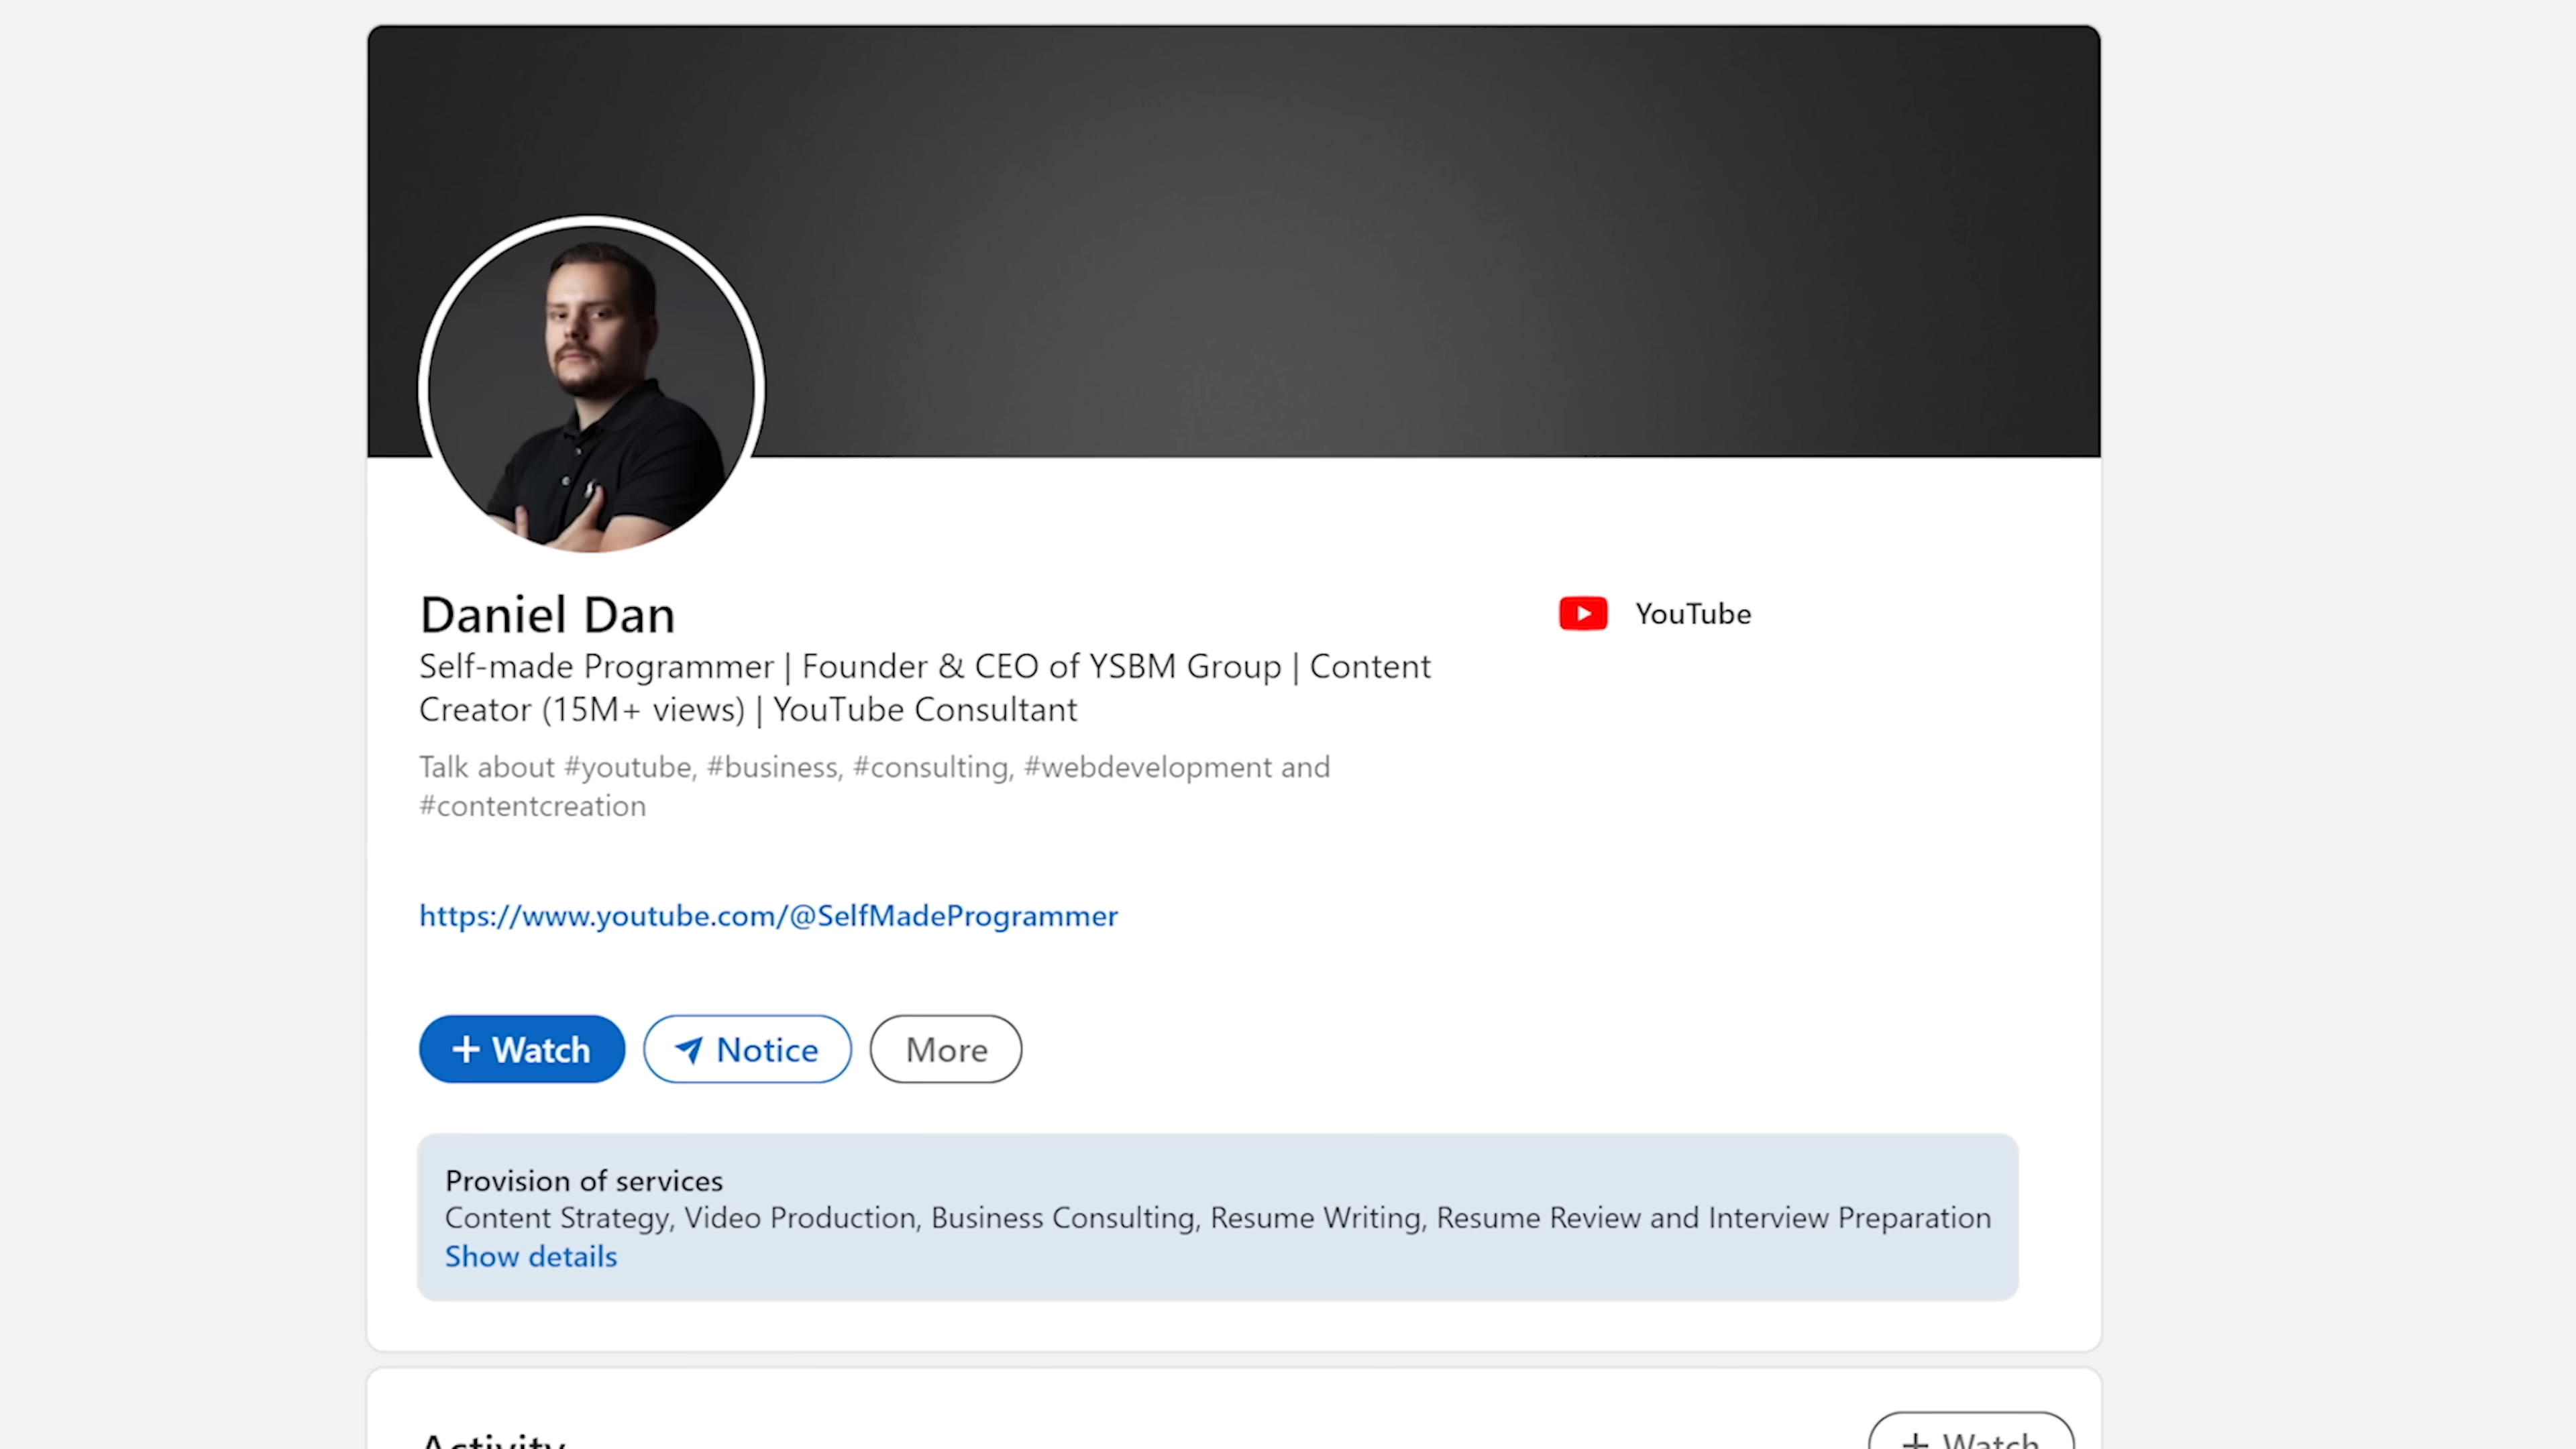 Daniel Dan
YouTube
Self-made Programmer | Founder & CEO of YSBM Group | Content
Creator (15M+ views) | YouTube Consultant
Talk about #youtube, #business, #consulting, #webdevelopment and
#contentcreation
https://www.youtube.com/@SelfMadeProgrammer
+ Watch
Notice
More
Provision of services
Content Strategy, Video Production, Business Consulting, Resume Writing, Resume Review and Interview Preparation
Show details
Activity
+ Watch